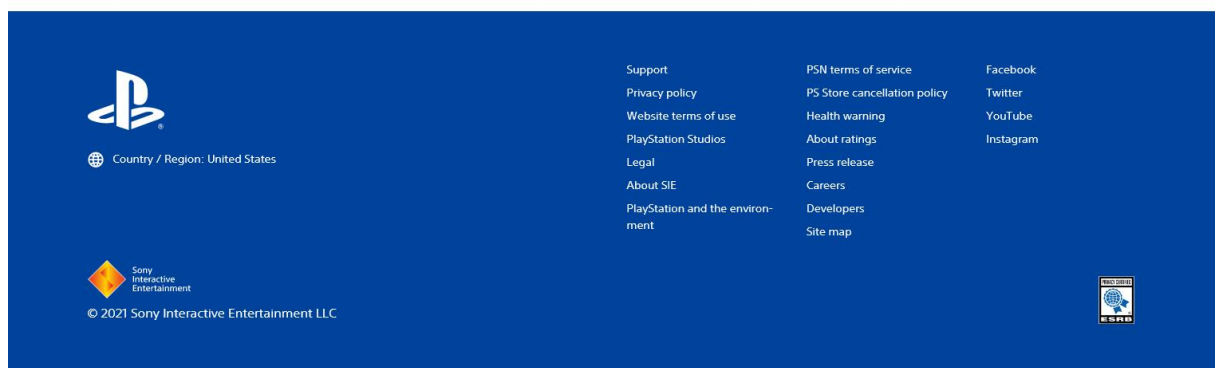 Country / Region: United States
Support
Privacy policy
Website terms of use
PlayStation Studios
Legal
About SIE
PlayStation and the environ-
ment
PSN terms of service
PS Store cancellation policy
Health warning
About ratings
Press release
Careers
Developers
Site map
Facebook
Twitter
YouTube
Instagram
Sony
Interactive
Entertainment
© 2021 Sony Interactive Entertainment LLC
PRIVACY CERTIFIED
ESRB